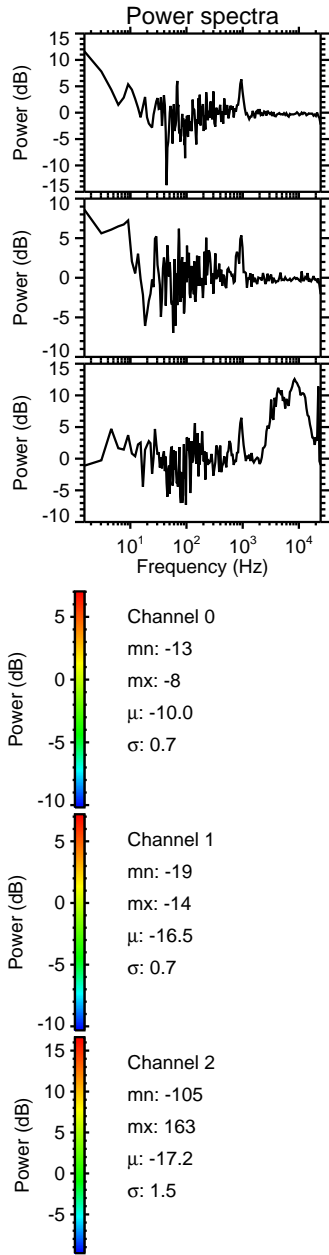 Power spectra
15
10
5
0
-5
-10
-15
Power (dB)
10
5
0
-5
-10
Power (dB)
15
10
5
0
-5
-10
Power (dB)
10¹ 10² 10³ 10⁴
Frequency (Hz)
5
0
-5
-10
Power (dB)
Channel 0
mn: -13
mx: -8
μ: -10.0
σ: 0.7
5
0
-5
-10
Power (dB)
Channel 1
mn: -19
mx: -14
μ: -16.5
σ: 0.7
15
10
5
0
-5
Power (dB)
Channel 2
mn: -105
mx: 163
μ: -17.2
σ: 1.5